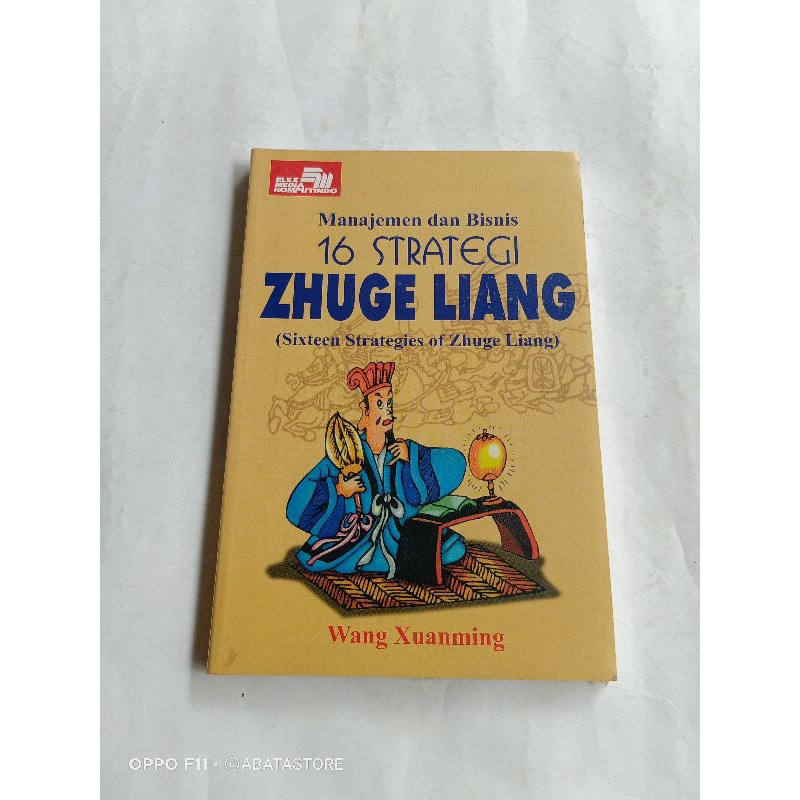 ELEX
MEDIA
KOMPUTINDO
Manajemen dan Bisnis
16 STRATEGI
ZHUGE LIANG
(Sixteen Strategies of Zhuge Liang)
Wang Xuanming
OPPO F11 · @ABATASTORE